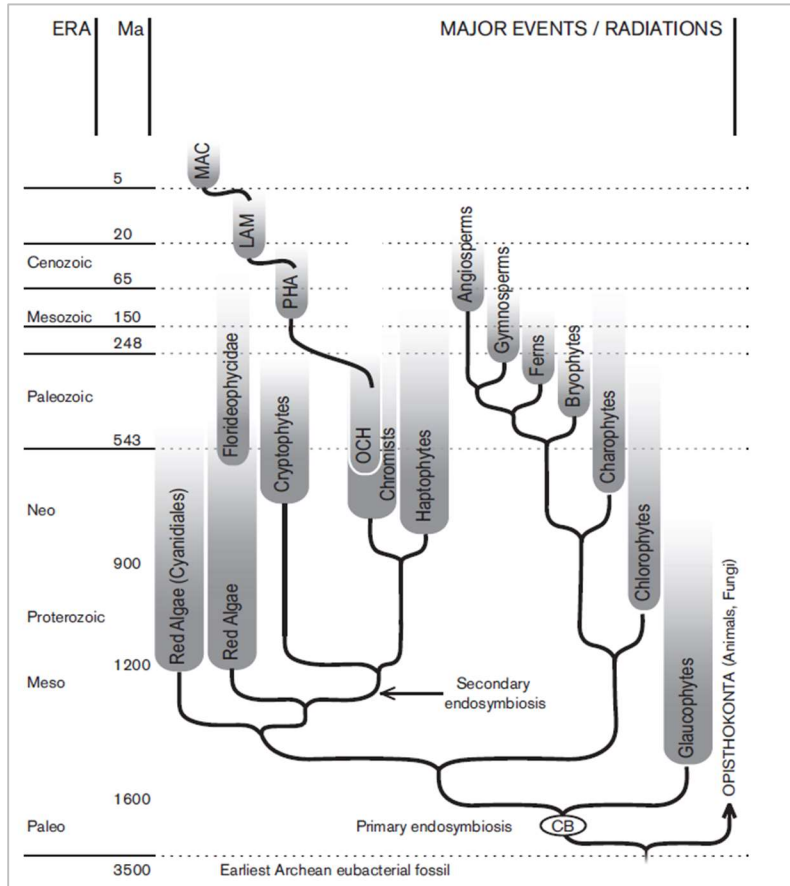 ERA
Ma
MAJOR EVENTS / RADIATIONS
MAC
5
LAM
20
Cenozoic
65
PHA
Angiosperms
Mesozoic
150
Gymnosperms
248
Ferns
Bryophytes
Paleozoic
Florideophycidae
Cryptophytes
OCH
Chromists
Haptophytes
Charophytes
543
Neo
Red Algae (Cyanidiales)
Red Algae
Chlorophytes
900
Proterozoic
1200
Meso
Secondary
endosymbiosis
Glaucophytes
OPISTHOKONTA (Animals, Fungi)
1600
Paleo
Primary endosymbiosis
CB
3500
Earliest Archean eubacterial fossil